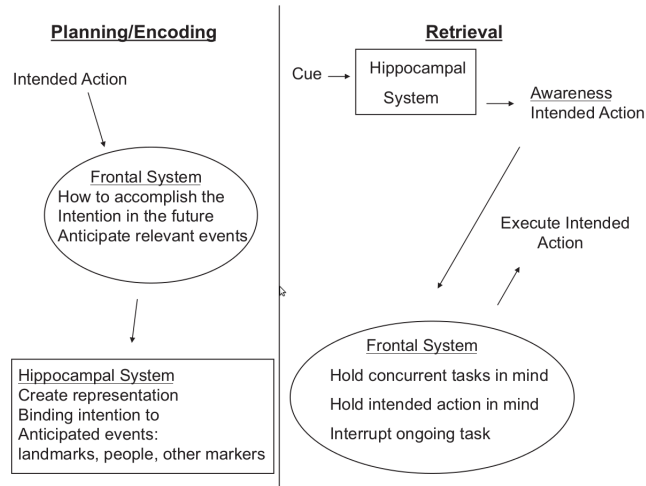 Planning/Encoding
Intended Action
Frontal System
How to accomplish the
Intention in the future
Anticipate relevant events
Hippocampal System
Create representation
Binding intention to
Anticipated events:
landmarks, people, other markers
Retrieval
Cue
Hippocampal
System
Awareness
Intended Action
Execute Intended
Action
Frontal System
Hold concurrent tasks in mind
Hold intended action in mind
Interrupt ongoing task